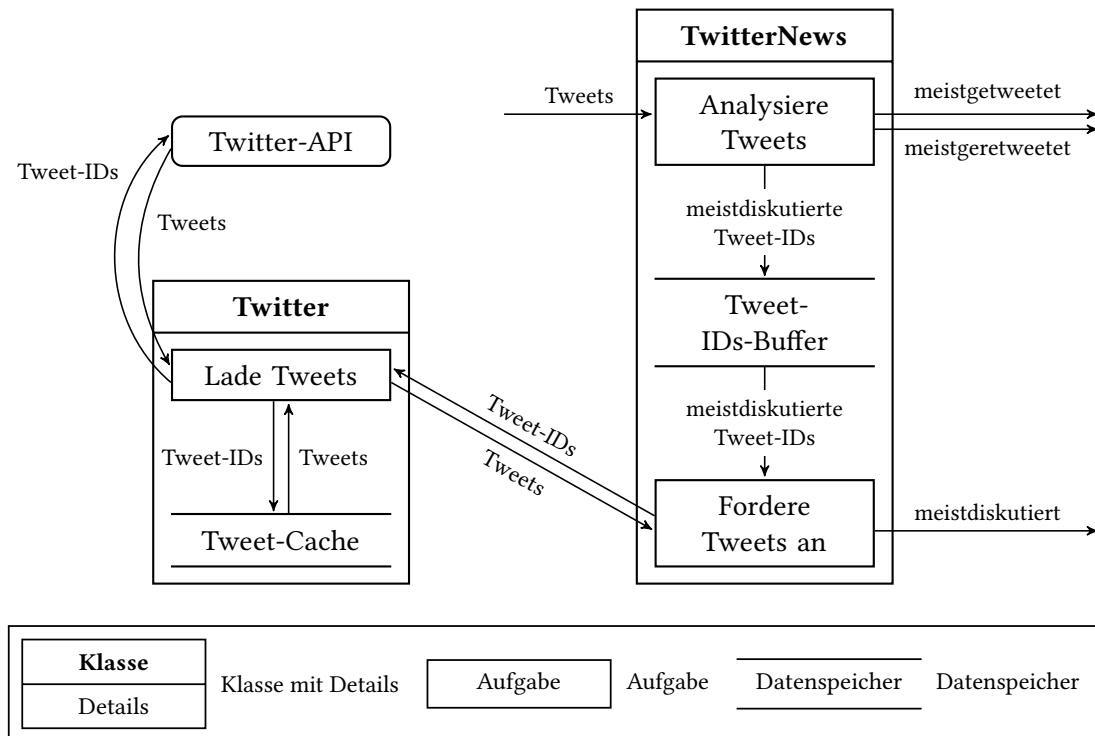 TwitterNews
Tweets
Analysiere
Tweets
meistgetweetet
meistgeretweetet
Twitter-API
Tweet-IDs
Tweets
meistdiskutierte
Tweet-IDs
Twitter
Tweet-
IDs-Buffer
Lade Tweets
meistdiskutierte
Tweet-IDs
Tweet-IDs
Tweets
Tweet-IDs
Tweets
Fordere
Tweets an
meistdiskutiert
Tweet-Cache
Klasse
Details
Klasse mit Details
Aufgabe
Aufgabe
Datenspeicher
Datenspeicher